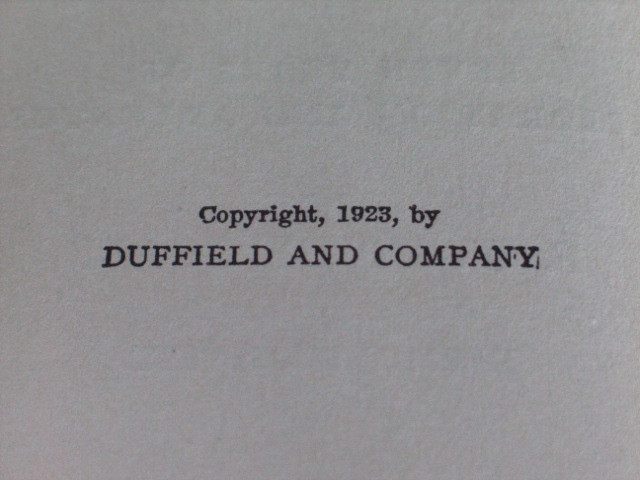 Copyright, 1923, by
DUFFIELD AND COMPANY